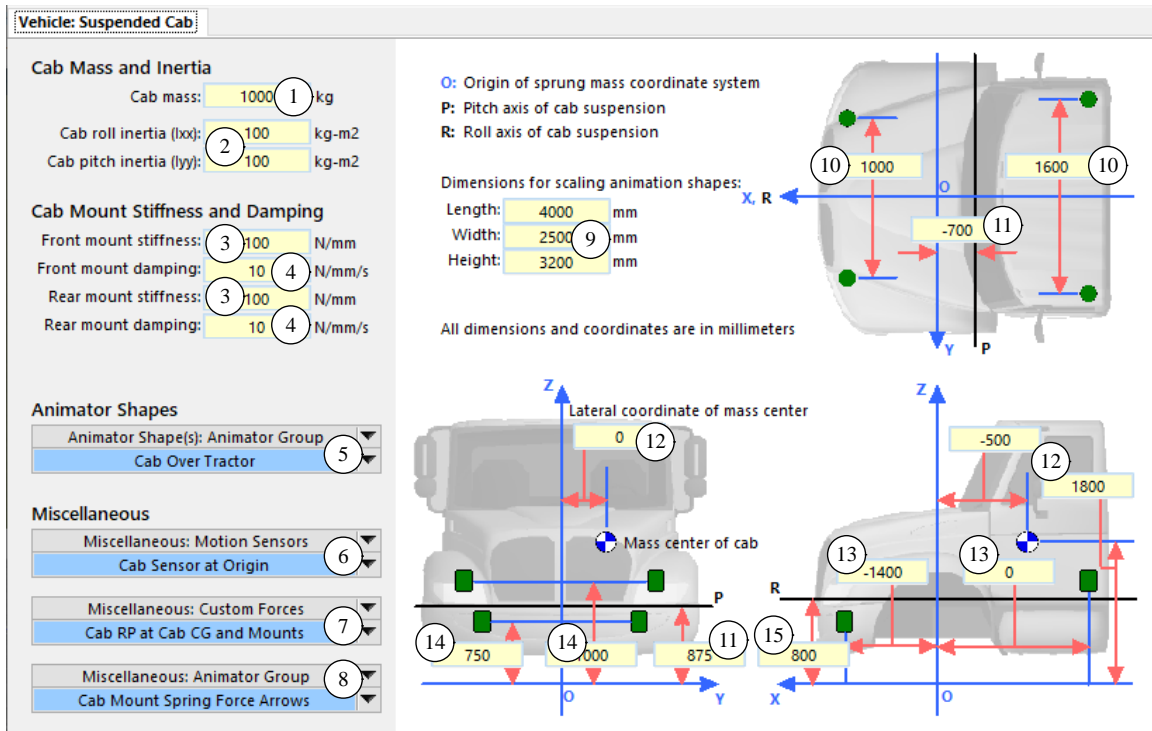 Vehicle: Suspended Cab
Cab Mass and Inertia
Cab mass: 1000 1 kg
Cab roll inertia (Ixx): 100 kg-m2
2
Cab pitch inertia (Iyy): 100 kg-m2
Cab Mount Stiffness and Damping
Front mount stiffness: 3 100 N/mm
Front mount damping: 10 4 N/mm/s
Rear mount stiffness: 3 100 N/mm
Rear mount damping: 10 4 N/mm/s
Animator Shapes
Animator Shape(s): Animator Group
Cab Over Tractor 5
Miscellaneous
Miscellaneous: Motion Sensors
Cab Sensor at Origin 6
Miscellaneous: Custom Forces
Cab RP at Cab CG and Mounts 7
Miscellaneous: Animator Group 8
Cab Mount Spring Force Arrows
O: Origin of sprung mass coordinate system
P: Pitch axis of cab suspension
R: Roll axis of cab suspension
Dimensions for scaling animation shapes:
Length: 4000 mm
Width: 2500 9 mm
Height: 3200 mm
All dimensions and coordinates are in millimeters
10 1000 1600 10
O
X, R
-700 11
Y P
Z
Lateral coordinate of mass center
0 12
Mass center of cab
P
14 14 11
750 000 875
O Y
Z
-500
12
1800
13 13
-1400 0
R
15
800
X O